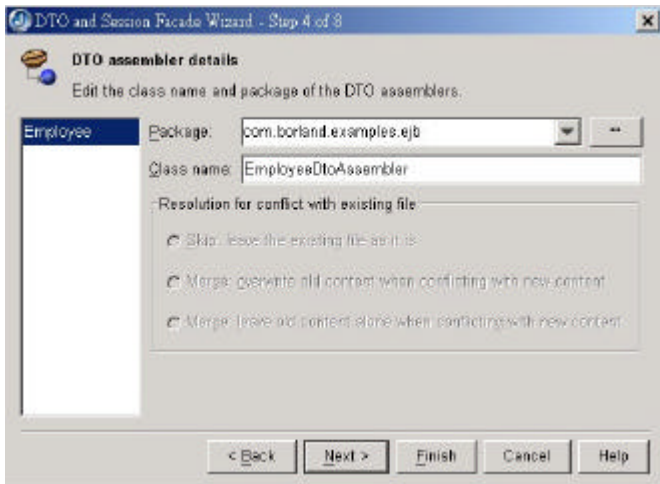 DTO and Session Facade Wizard - Step 4 of 8
DTO assembler details
Edit the class name and package of the DTO assemblers.
Employee
Package:
com.borland.examples.ejb
...
Class name:
EmployeeDtoAssembler
Resolution for conflict with existing file
Skip: leave the existing file as it is
Merge: overwrite old content when conflicting with new content
Merge: leave old content alone when conflicting with new content
< Back
Next >
Finish
Cancel
Help